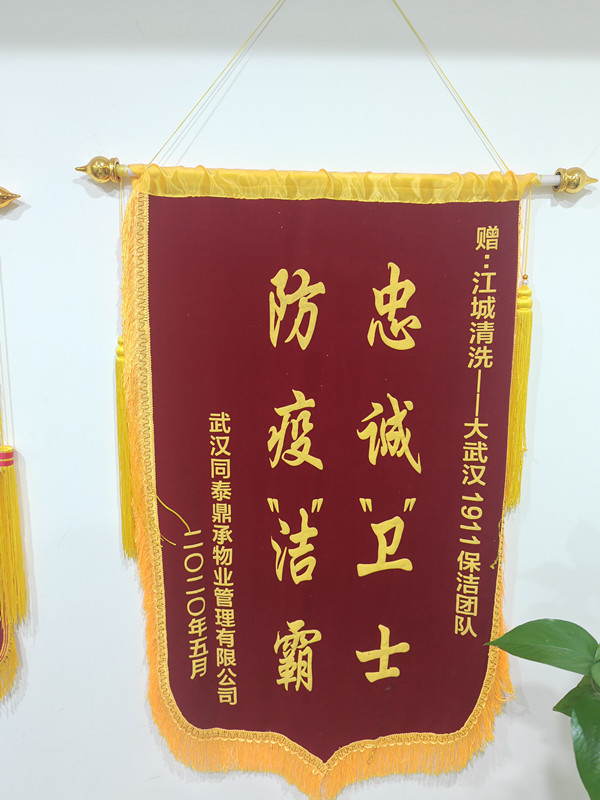 赠:江城清洗——大武汉1911保洁团队
忠诚"卫"士
防疫"洁"霸
武汉同泰鼎承物业管理有限公司
二〇二〇年五月